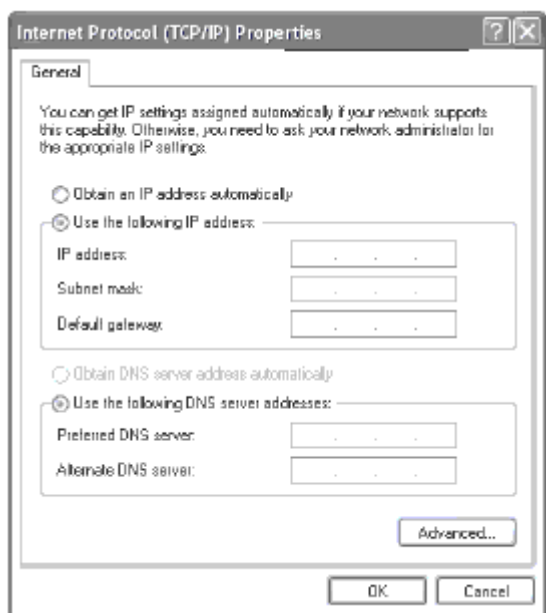 Internet Protocol (TCP/IP) Properties
General
You can get IP settings assigned automatically if your network supports
this capability. Otherwise, you need to ask your network administrator for
the appropriate IP settings.
Obtain an IP address automatically
Use the following IP address:
IP address:
Subnet mask:
Default gateway:
Obtain DNS server address automatically
Use the following DNS server addresses:
Preferred DNS server:
Alternate DNS server:
Advanced...
OK Cancel